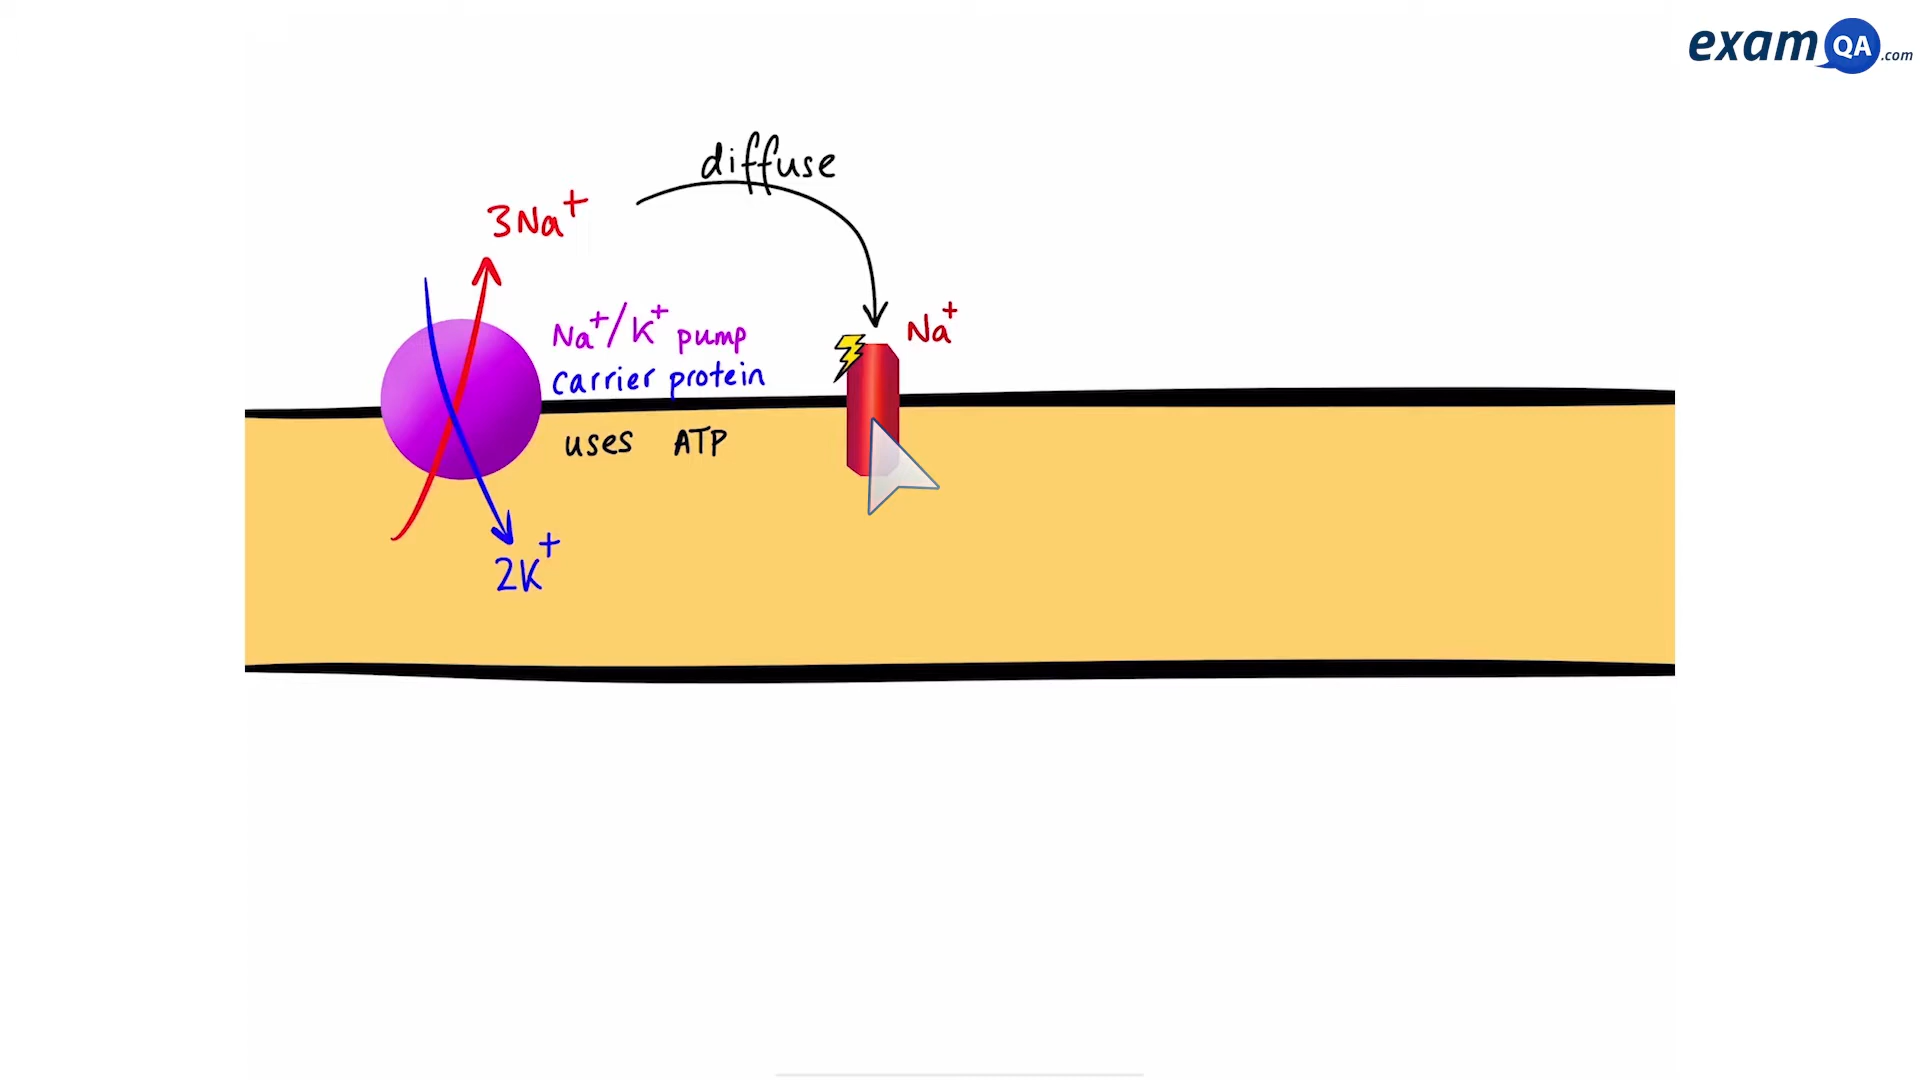 examQA.com
diffuse
3Na⁺
Na⁺/K⁺ pump
carrier protein
Na⁺
uses ATP
2K⁺